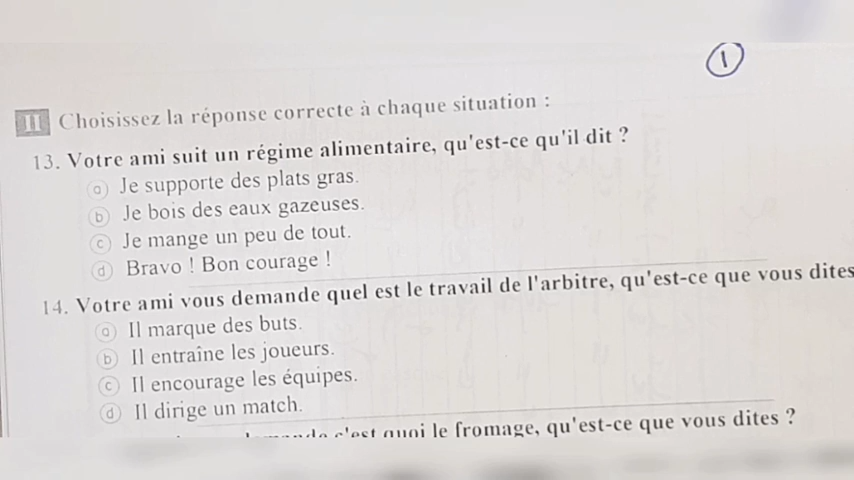 1
II Choisissez la réponse correcte à chaque situation :
13. Votre ami suit un régime alimentaire, qu'est-ce qu'il dit ?
a Je supporte des plats gras.
b Je bois des eaux gazeuses.
c Je mange un peu de tout.
d Bravo ! Bon courage !
14. Votre ami vous demande quel est le travail de l'arbitre, qu'est-ce que vous dites
a Il marque des buts.
b Il entraîne les joueurs.
c Il encourage les équipes.
d Il dirige un match.
c'est quoi le fromage, qu'est-ce que vous dites ?